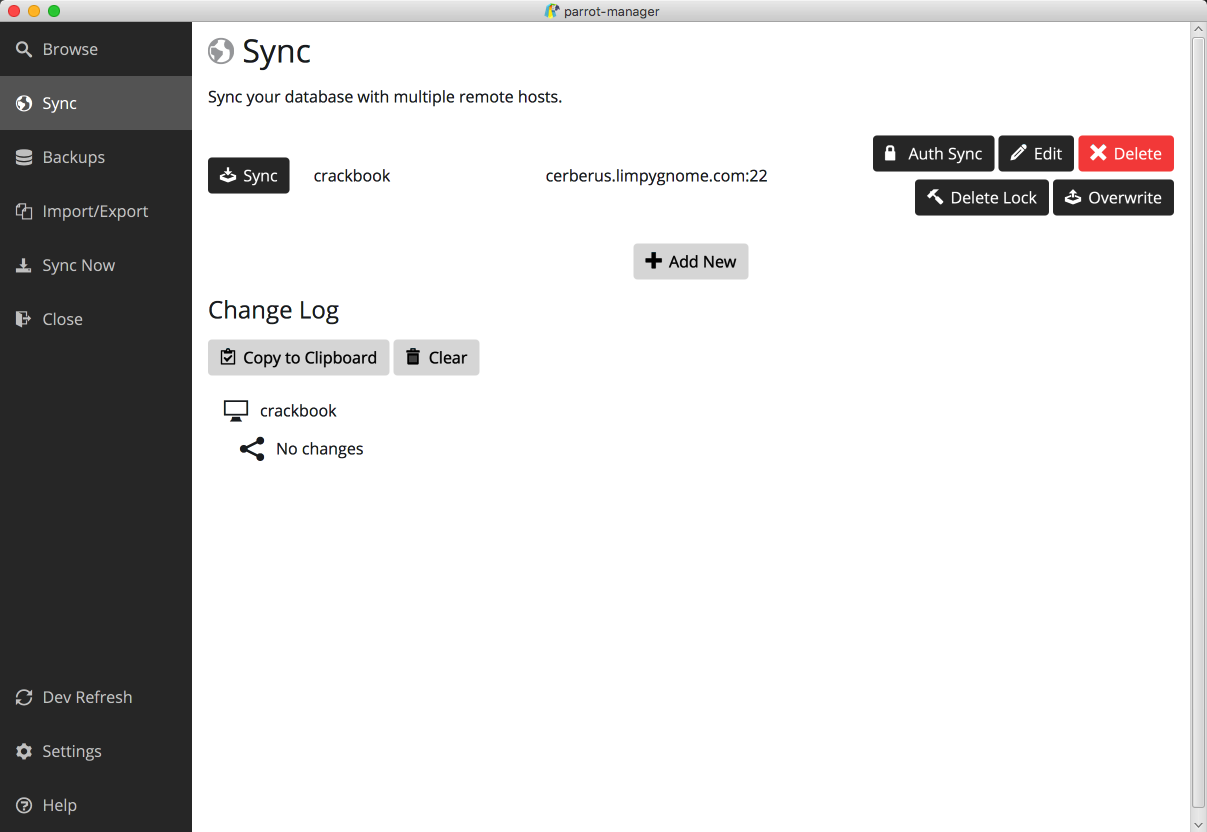 parrot-manager
Browse
Sync
Backups
Import/Export
Sync Now
Close
Dev Refresh
Settings
Help
Sync
Sync your database with multiple remote hosts.
Sync crackbook cerberus.limpygnome.com:22
Auth Sync Edit Delete
Delete Lock Overwrite
Add New
Change Log
Copy to Clipboard Clear
crackbook
No changes